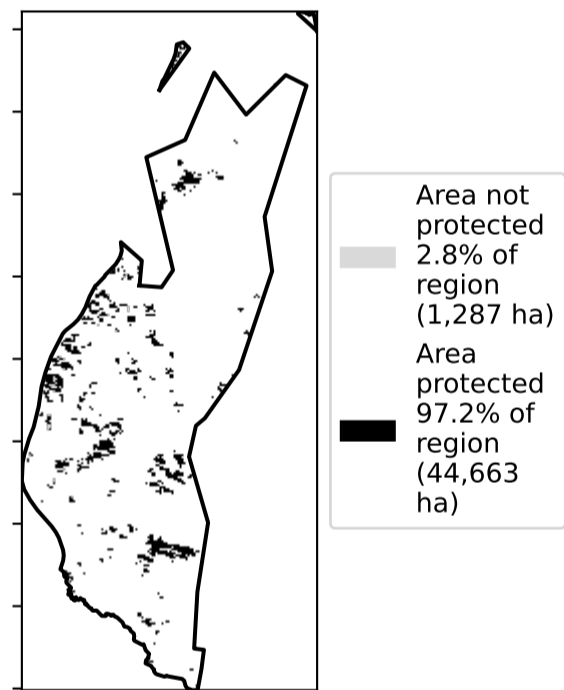 Area not
protected
2.8% of
region
(1,287 ha)
Area
protected
97.2% of
region
(44,663
ha)